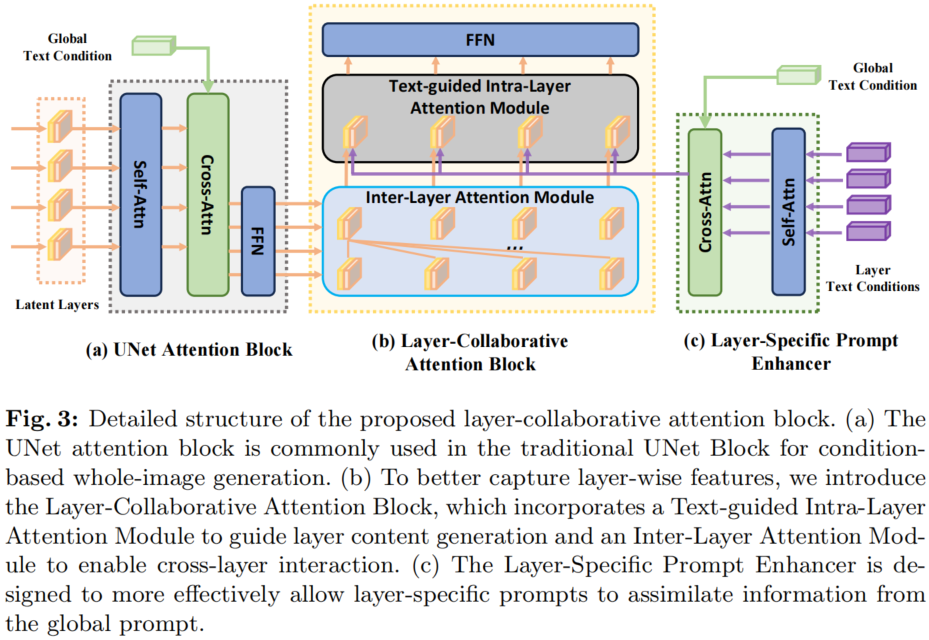 Global
Text Condition
Latent Layers
Self-Attn
Cross-Attn
FFN
(a) UNet Attention Block
FFN
Text-guided Intra-Layer
Attention Module
Inter-Layer Attention Module
...
(b) Layer-Collaborative
Attention Block
Global
Text Condition
Cross-Attn
Self-Attn
Layer
Text Conditions
(c) Layer-Specific Prompt
Enhancer
Fig. 3: Detailed structure of the proposed layer-collaborative attention block. (a) The
UNet attention block is commonly used in the traditional UNet Block for condition-
based whole-image generation. (b) To better capture layer-wise features, we introduce
the Layer-Collaborative Attention Block, which incorporates a Text-guided Intra-Layer
Attention Module to guide layer content generation and an Inter-Layer Attention Mod-
ule to enable cross-layer interaction. (c) The Layer-Specific Prompt Enhancer is de-
signed to more effectively allow layer-specific prompts to assimilate information from
the global prompt.